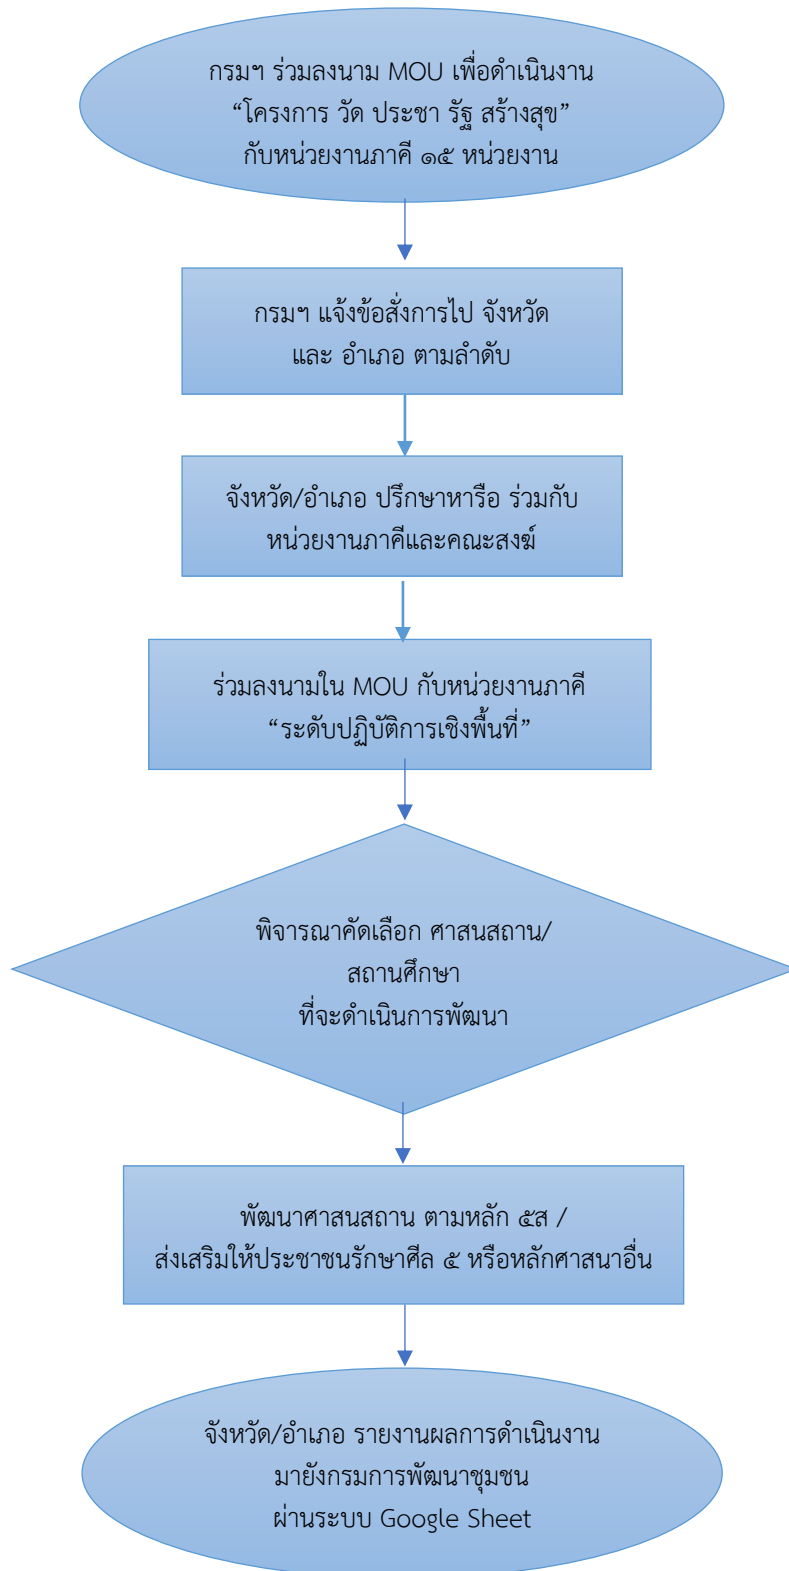 กรมฯ ร่วมลงนาม MOU เพื่อดำเนินงาน
“โครงการ วัด ประชา รัฐ สร้างสุข”
กับหน่วยงานภาคี ๑๕ หน่วยงาน
กรมฯ แจ้งข้อสั่งการไป จังหวัด
และ อำเภอ ตามลำดับ
จังหวัด/อำเภอ ปรึกษาหารือ ร่วมกับ
หน่วยงานภาคีและคณะสงฆ์
ร่วมลงนามใน MOU กับหน่วยงานภาคี
“ระดับปฏิบัติการเชิงพื้นที่”
พิจารณาคัดเลือก ศาสนสถาน/
สถานศึกษา
ที่จะดำเนินการพัฒนา
พัฒนาศาสนสถาน ตามหลัก ๕ส /
ส่งเสริมให้ประชาชนรักษาศีล ๕ หรือหลักศาสนาอื่น
จังหวัด/อำเภอ รายงานผลการดำเนินงาน
มายังกรมการพัฒนาชุมชน
ผ่านระบบ Google Sheet